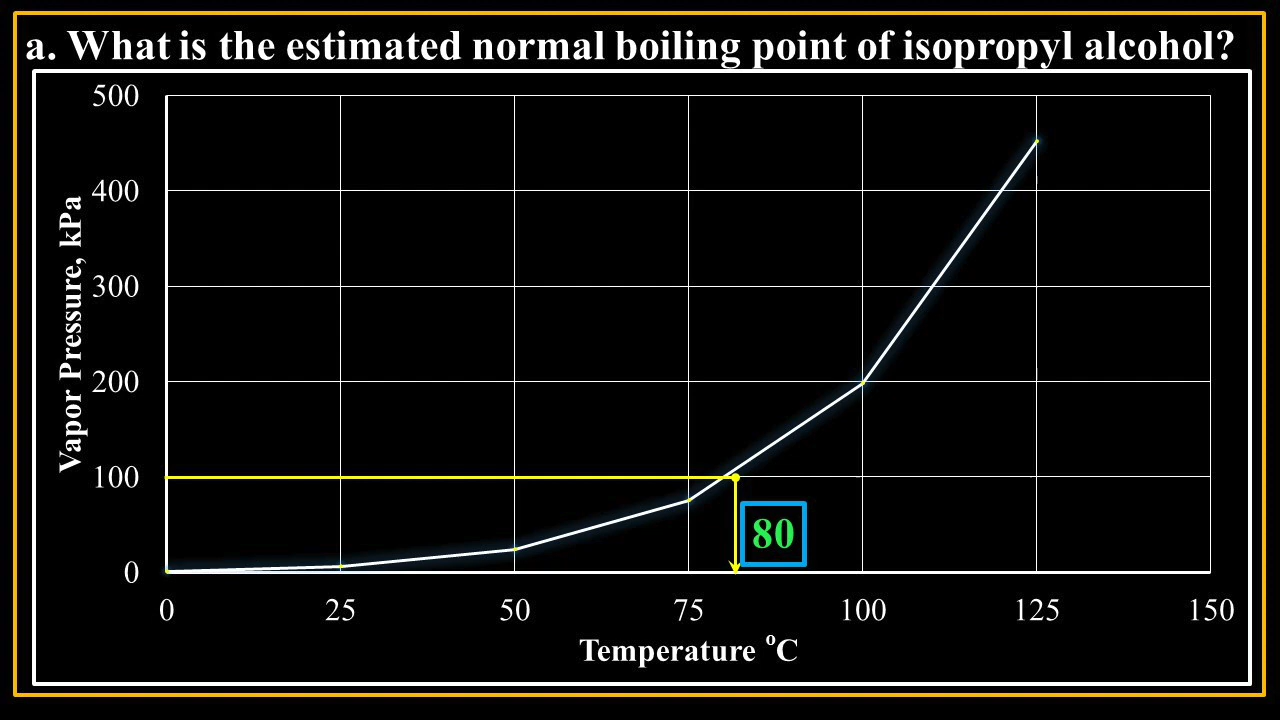 a. What is the estimated normal boiling point of isopropyl alcohol?
500
400
300
200
100
0
Vapor Pressure, kPa
80
0 25 50 75 100 125 150
Temperature °C